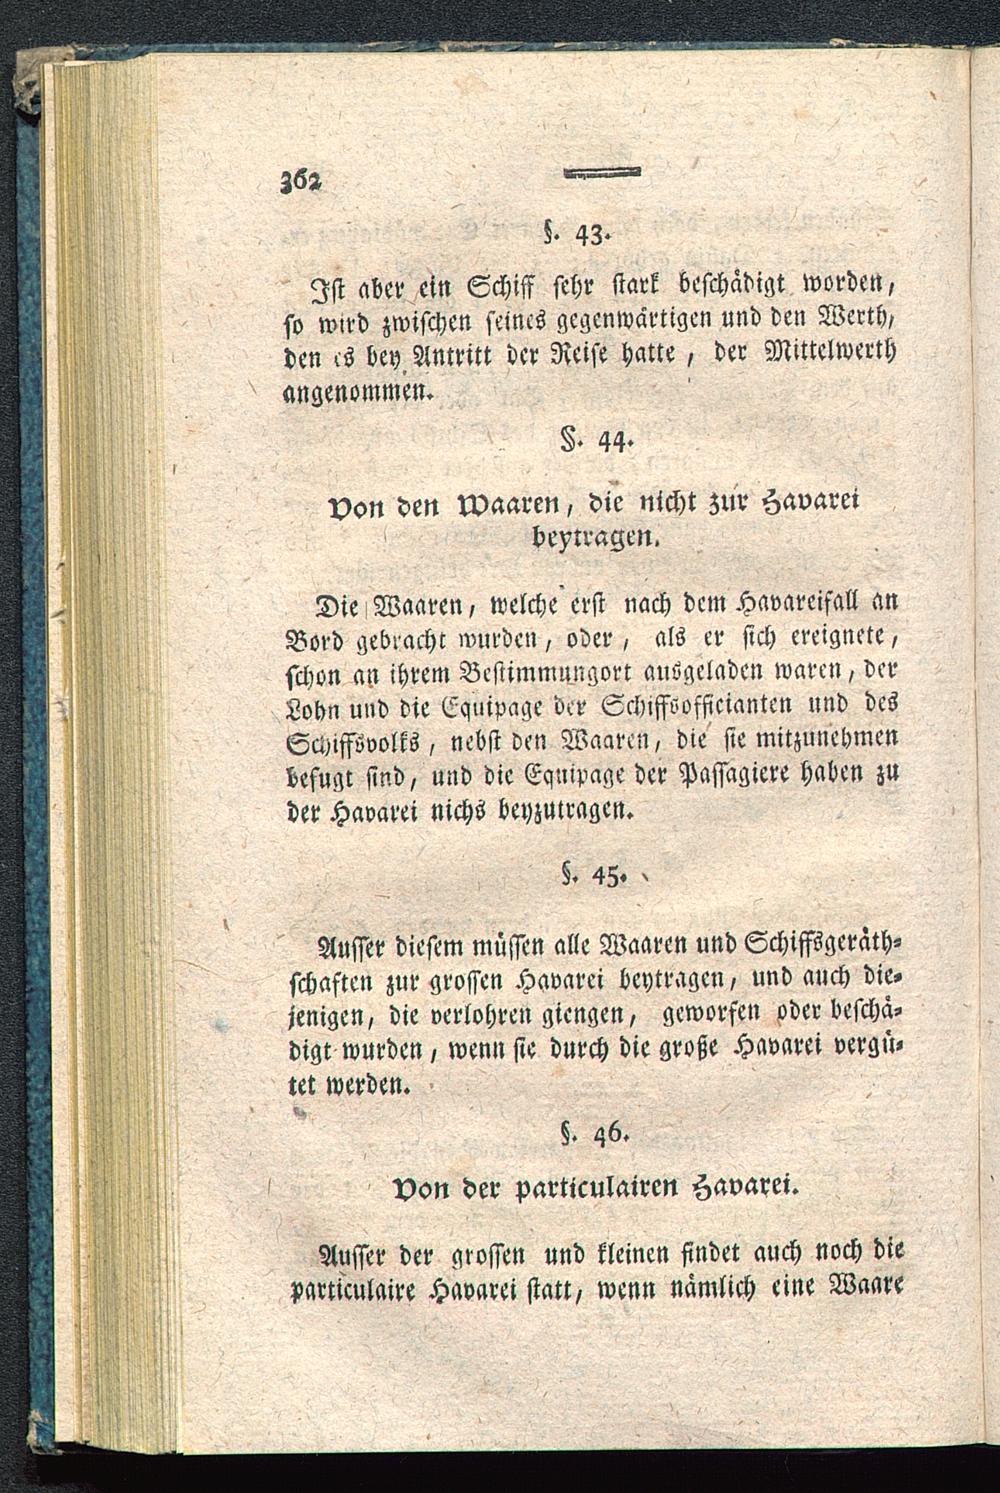 362
§. 43.
Ist aber ein Schiff sehr stark beschädigt worden,
so wird zwischen seines gegenwärtigen und den Werth,
den es bey Antritt der Reise hatte, der Mittelwerth
angenommen.
§. 44.
Von den Waaren, die nicht zur Havarei
beytragen.
Die Waaren, welche erst nach dem Havareifall an
Bord gebracht wurden, oder, als er sich ereignete,
schon an ihrem Bestimmungort ausgeladen waren, der
Lohn und die Equipage der Schiffsofficianten und des
Schiffsvolks, nebst den Waaren, die sie mitzunehmen
befugt sind, und die Equipage der Passagiere haben zu
der Havarei nichs beyzutragen.
§. 45.
Ausser diesem müssen alle Waaren und Schiffsgeräth-
schaften zur grossen Havarei beytragen, und auch die-
jenigen, die verlohren giengen, geworfen oder beschä-
digt wurden, wenn sie durch die große Havarei vergü-
tet werden.
§. 46.
Von der particulairen Havarei.
Ausser der grossen und kleinen findet auch noch die
particulaire Havarei statt, wenn nämlich eine Waare